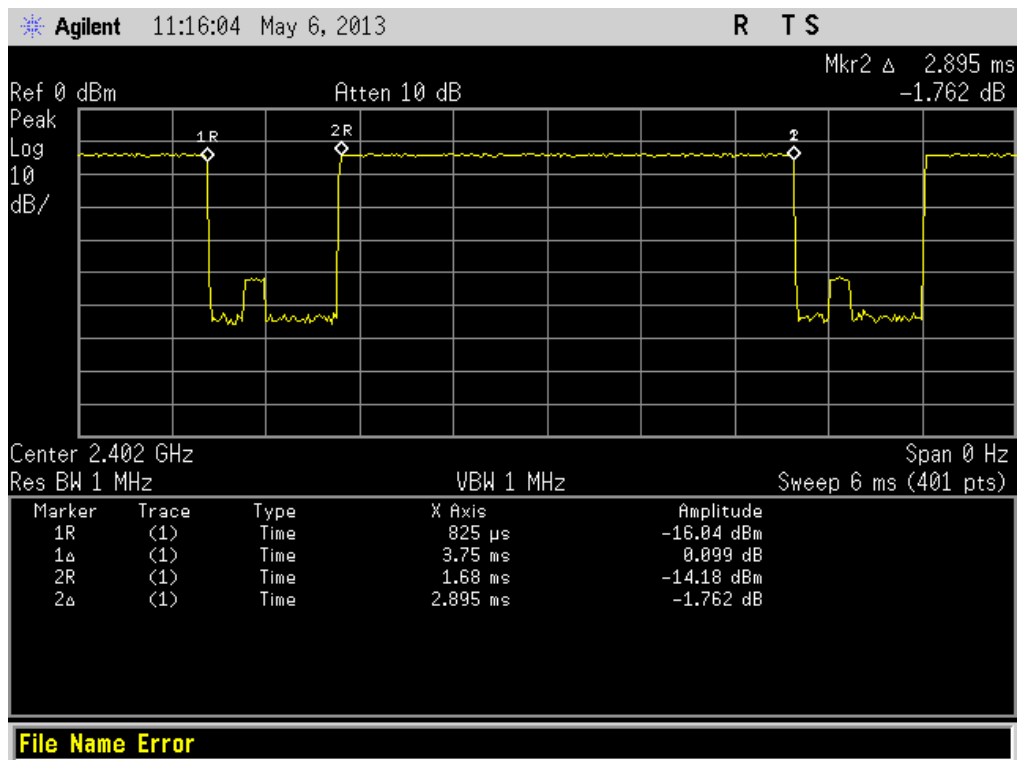 Agilent 11:16:04 May 6, 2013 R T S
Mkr2 Δ 2.895 ms
Ref 0 dBm Atten 10 dB -1.762 dB
Peak
Log
10
dB/
1R
2R
2
Center 2.402 GHz Span 0 Hz
Res BW 1 MHz VBW 1 MHz Sweep 6 ms (401 pts)
Marker Trace Type X Axis Amplitude
1R (1) Time 825 µs -16.04 dBm
1Δ (1) Time 3.75 ms 0.099 dB
2R (1) Time 1.68 ms -14.18 dBm
2Δ (1) Time 2.895 ms -1.762 dB
File Name Error